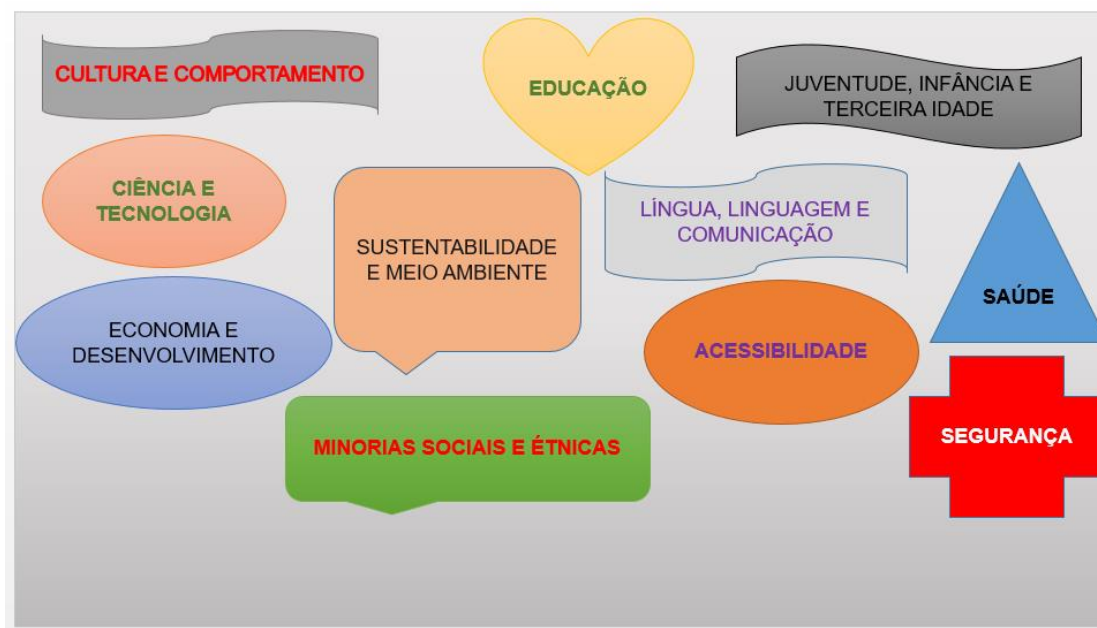 CULTURA E COMPORTAMENTO
EDUCAÇÃO
JUVENTUDE, INFÂNCIA E
TERCEIRA IDADE
CIÊNCIA E
TECNOLOGIA
SUSTENTABILIDADE
E MEIO AMBIENTE
LÍNGUA, LINGUAGEM E
COMUNICAÇÃO
SAÚDE
ECONOMIA E
DESENVOLVIMENTO
ACESSIBILIDADE
MINORIAS SOCIAIS E ÉTNICAS
SEGURANÇA